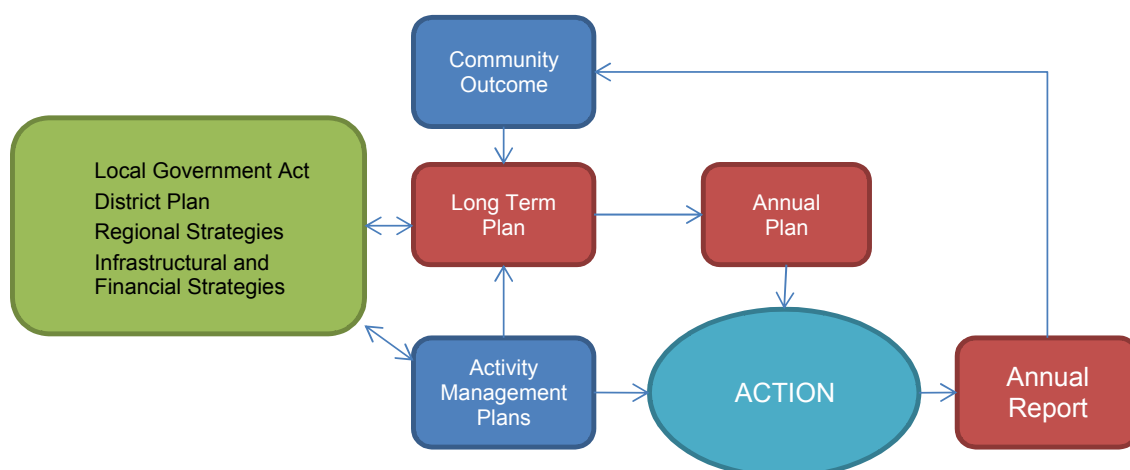 Community
Outcome
Local Government Act
District Plan
Regional Strategies
Infrastructural and
Financial Strategies
Long Term
Plan
Annual
Plan
Activity
Management
Plans
ACTION
Annual
Report